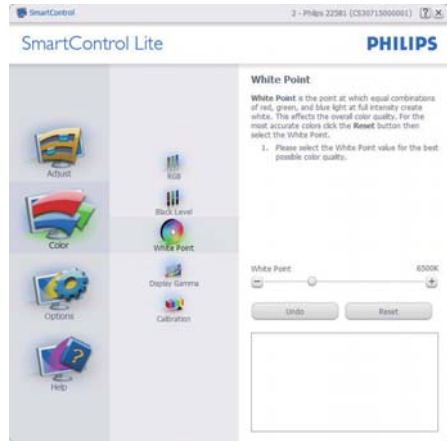 SmartControl
2 - Philips 225B1 (CS30715000001)
SmartControl Lite
PHILIPS
Adjust
Color
Options
Help
RGB
Black Level
White Point
Display Gamma
Calibration
White Point
White Point is the point at which equal combinations
of red, green, and blue light at full intensity create
white. This effects the overall color quality. For the
most accurate colors click the Reset button then
select the White Point.
1. Please select the White Point value for the best
possible color quality.
White Point 6500K
Undo Reset